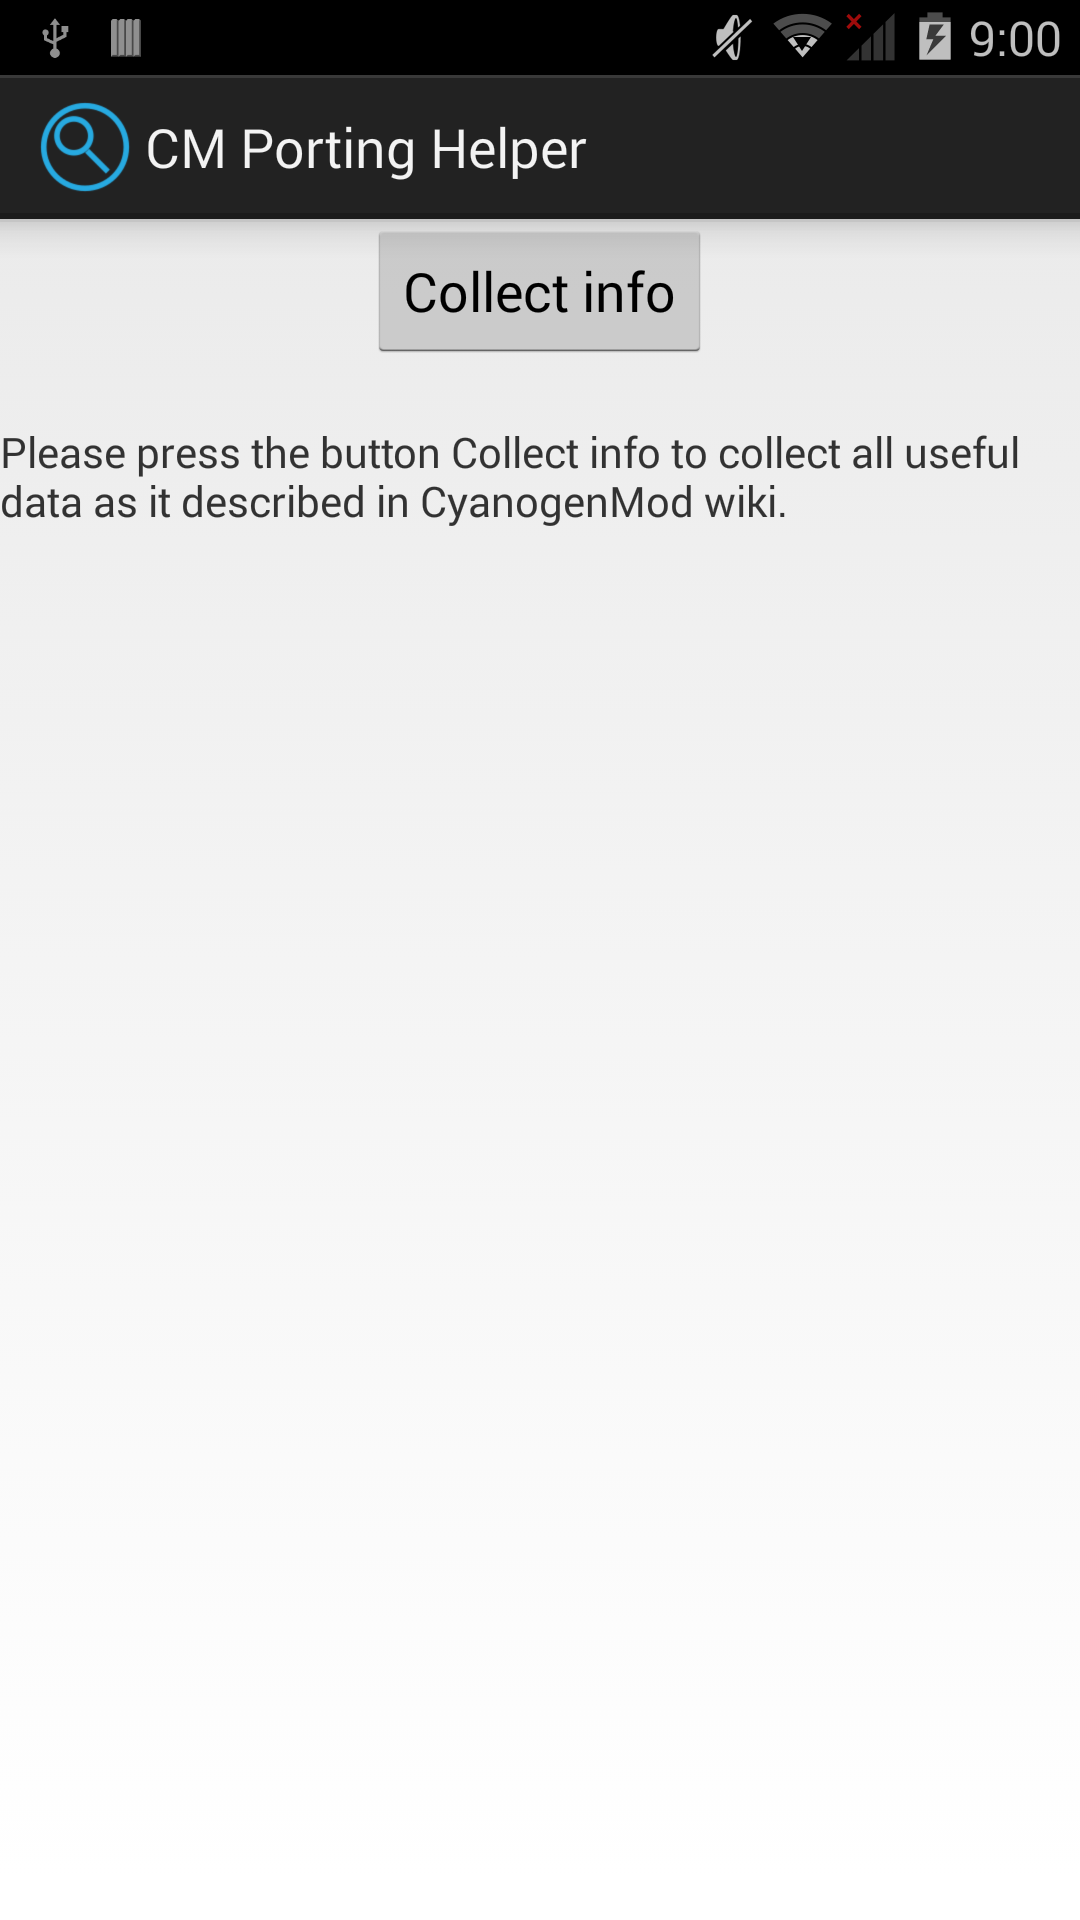 9:00
CM Porting Helper
Collect info
Please press the button Collect info to collect all useful
data as it described in CyanogenMod wiki.